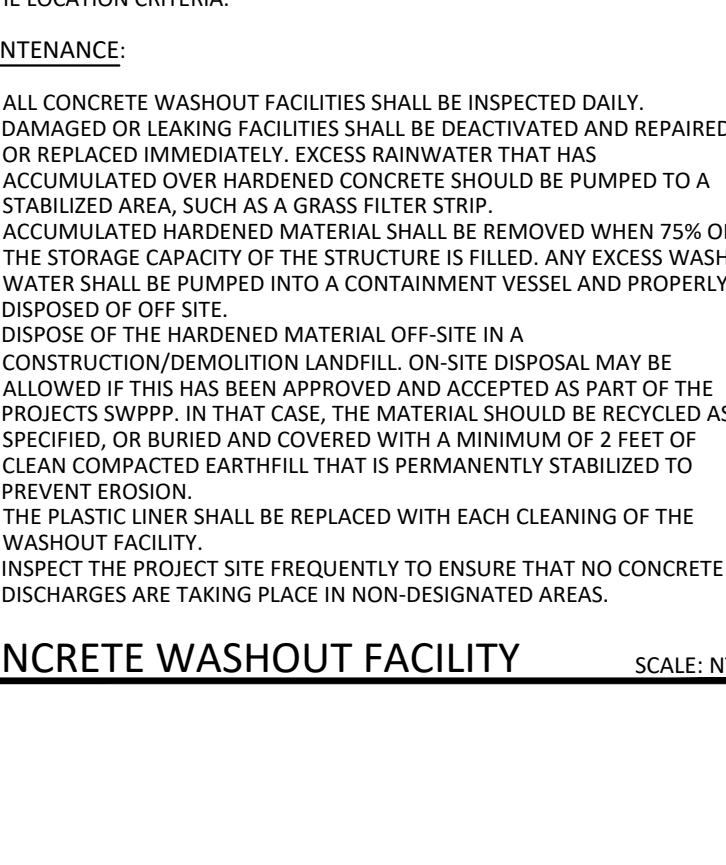 LOCATION CRITERIA.
NTENANCE:
ALL CONCRETE WASHOUT FACILITIES SHALL BE INSPECTED DAILY.
DAMAGED OR LEAKING FACILITIES SHALL BE DEACTIVATED AND REPAIRED
OR REPLACED IMMEDIATELY. EXCESS RAINWATER THAT HAS
ACCUMULATED OVER HARDENED CONCRETE SHOULD BE PUMPED TO A
STABILIZED AREA, SUCH AS A GRASS FILTER STRIP.
ACCUMULATED HARDENED MATERIAL SHALL BE REMOVED WHEN 75% O
THE STORAGE CAPACITY OF THE STRUCTURE IS FILLED. ANY EXCESS WASH
WATER SHALL BE PUMPED INTO A CONTAINMENT VESSEL AND PROPERLY
DISPOSED OF OFF SITE.
DISPOSE OF THE HARDENED MATERIAL OFF-SITE IN A
CONSTRUCTION/DEMOLITION LANDFILL. ON-SITE DISPOSAL MAY BE
ALLOWED IF THIS HAS BEEN APPROVED AND ACCEPTED AS PART OF THE
PROJECTS SWPPP. IN THAT CASE, THE MATERIAL SHOULD BE RECYCLED AS
SPECIFIED, OR BURIED AND COVERED WITH A MINIMUM OF 2 FEET OF
CLEAN COMPACTED EARTHFILL THAT IS PERMANENTLY STABILIZED TO
PREVENT EROSION.
THE PLASTIC LINER SHALL BE REPLACED WITH EACH CLEANING OF THE
WASHOUT FACILITY.
INSPECT THE PROJECT SITE FREQUENTLY TO ENSURE THAT NO CONCRETE
DISCHARGES ARE TAKING PLACE IN NON-DESIGNATED AREAS.
NCRETE WASHOUT FACILITY SCALE: N